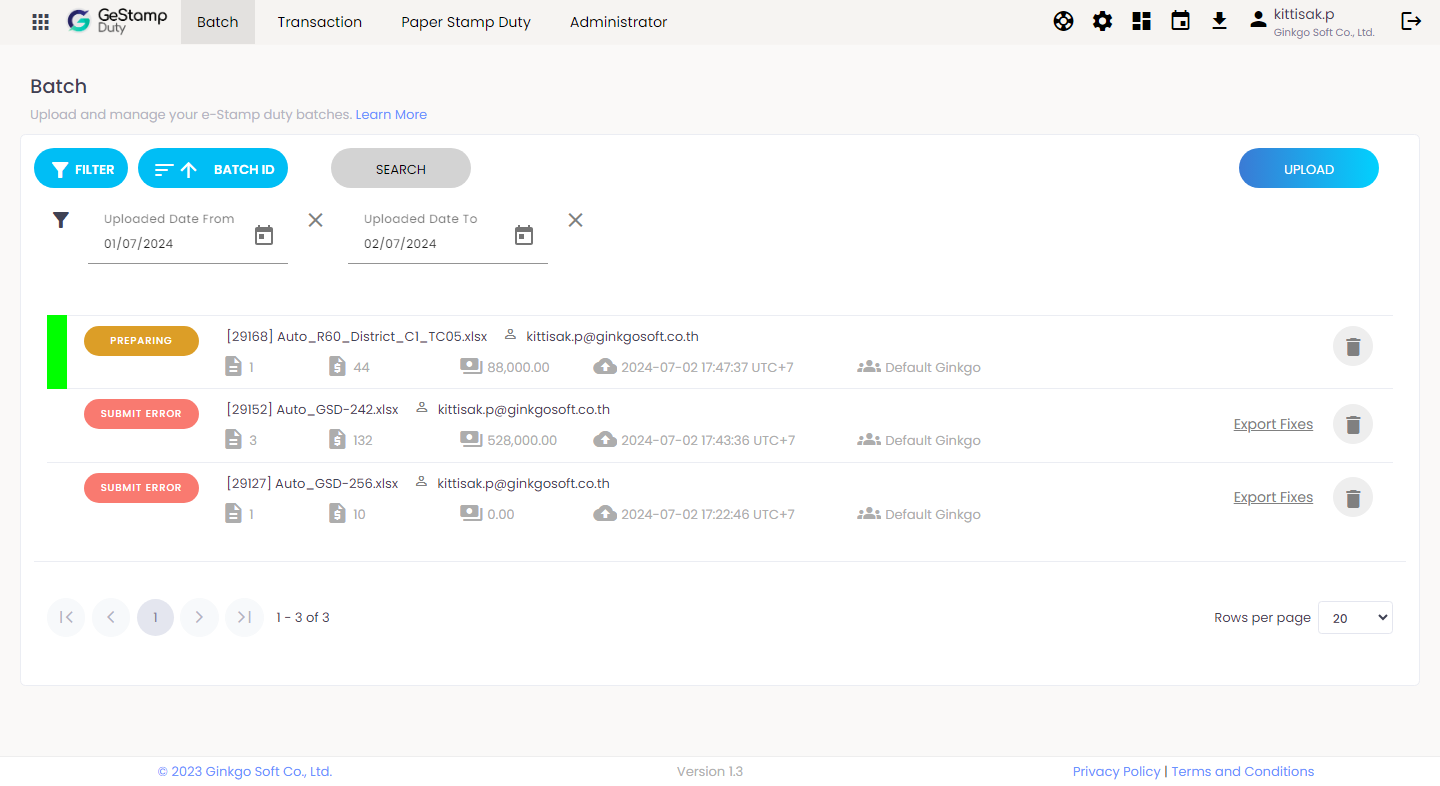 GeStamp
Duty
Batch
Transaction
Paper Stamp Duty
Administrator
kittisak.p
Ginkgo Soft Co., Ltd.
Batch
Upload and manage your e-Stamp duty batches. Learn More
FILTER
BATCH ID
SEARCH
UPLOAD
Uploaded Date From
01/07/2024
Uploaded Date To
02/07/2024
PREPARING
[29168] Auto_R60_District_C1_TC05.xlsx kittisak.p@ginkgosoft.co.th
1 44 88,000.00 2024-07-02 17:47:37 UTC+7 Default Ginkgo
SUBMIT ERROR
[29152] Auto_GSD-242.xlsx kittisak.p@ginkgosoft.co.th
3 132 528,000.00 2024-07-02 17:43:36 UTC+7 Default Ginkgo
Export Fixes
SUBMIT ERROR
[29127] Auto_GSD-256.xlsx kittisak.p@ginkgosoft.co.th
1 10 0.00 2024-07-02 17:22:46 UTC+7 Default Ginkgo
Export Fixes
1
1 - 3 of 3
Rows per page 20
© 2023 Ginkgo Soft Co., Ltd.
Version 1.3
Privacy Policy | Terms and Conditions